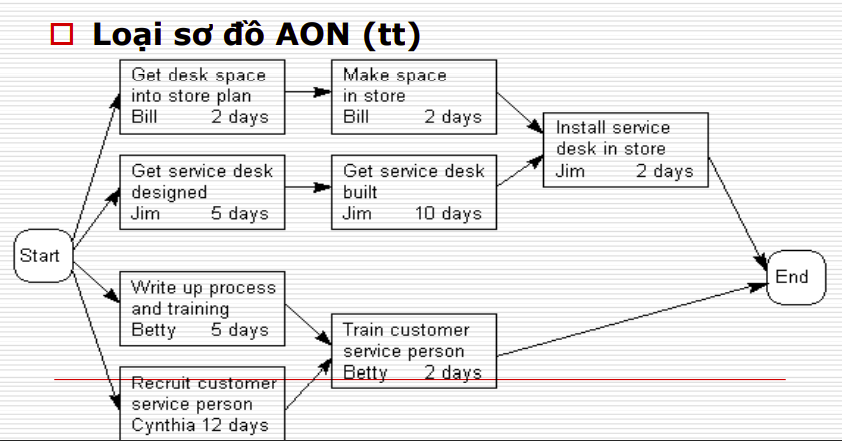 Loại sơ đồ AON (tt)
Get desk space
into store plan
Bill 2 days
Make space
in store
Bill 2 days
Install service
desk in store
Jim 2 days
Get service desk
designed
Jim 5 days
Get service desk
built
Jim 10 days
Start
End
Write up process
and training
Betty 5 days
Train customer
service person
Betty 2 days
Recruit customer
service person
Cynthia 12 days